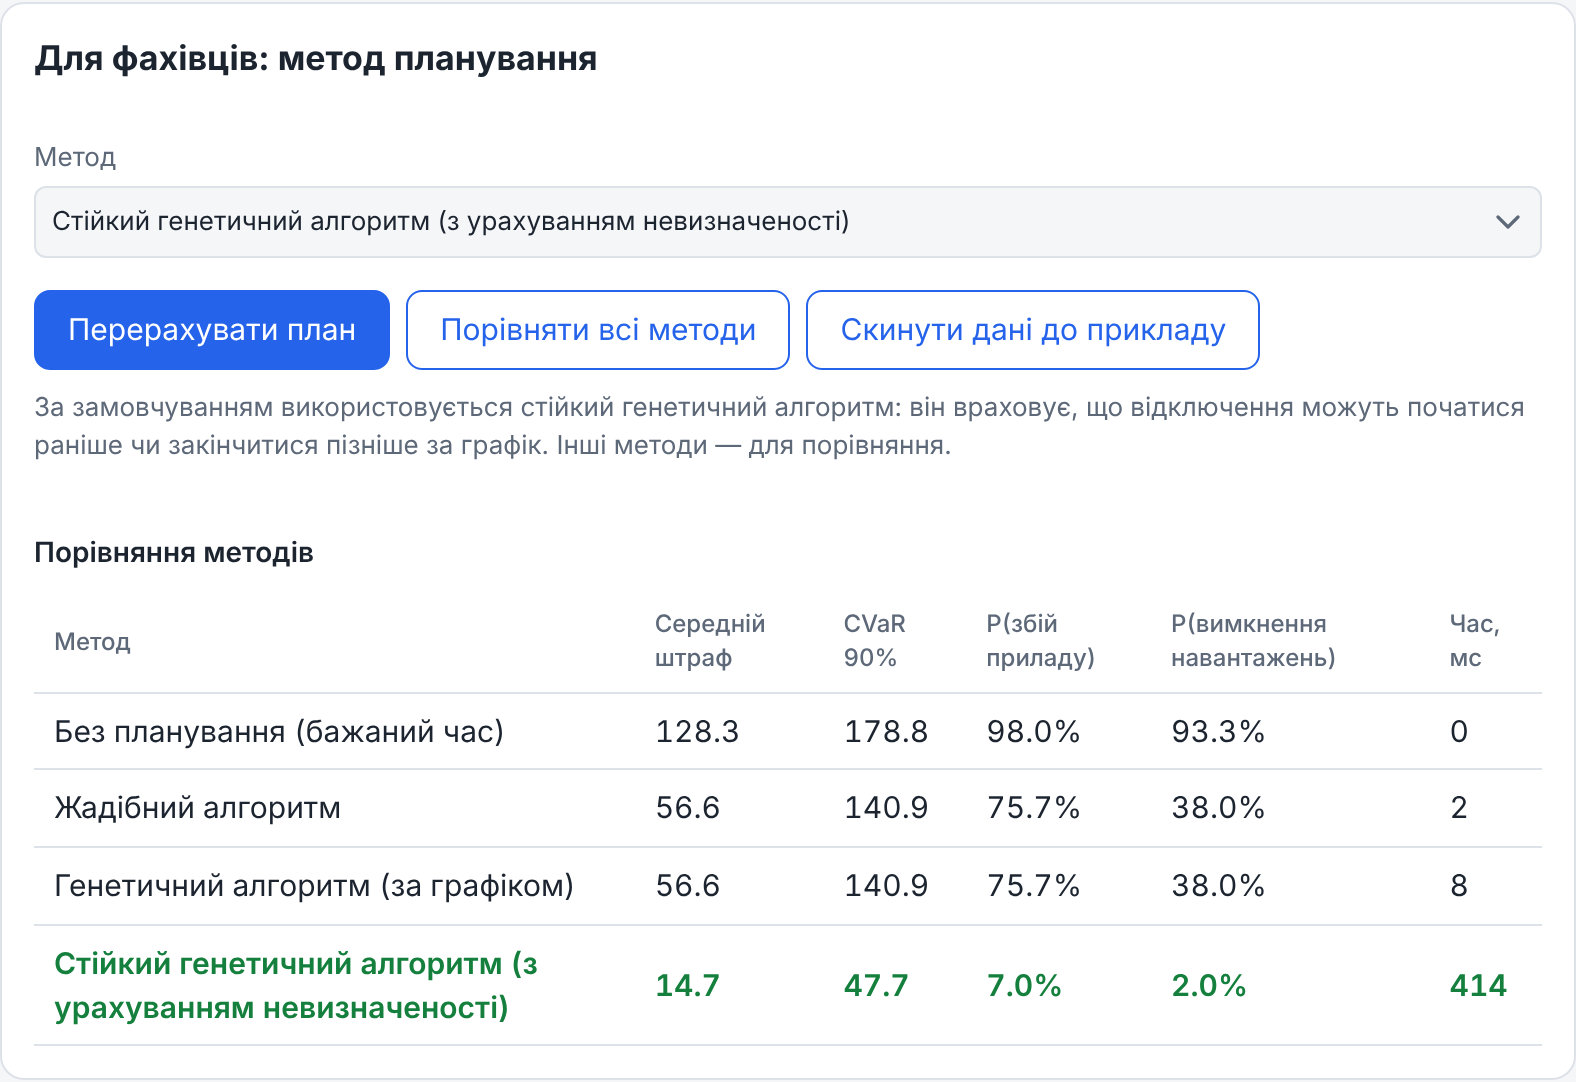 Для фахівців: метод планування
Метод
Стійкий генетичний алгоритм (з урахуванням невизначеності)
Перерахувати план Порівняти всі методи Скинути дані до прикладу
За замовчуванням використовується стійкий генетичний алгоритм: він враховує, що відключення можуть початися
раніше чи закінчитися пізніше за графік. Інші методи — для порівняння.
Порівняння методів
Метод Середній штраф CVaR 90% P(збій приладу) P(вимкнення навантажень) Час, мс
Без планування (бажаний час) 128.3 178.8 98.0% 93.3% 0
Жадібний алгоритм 56.6 140.9 75.7% 38.0% 2
Генетичний алгоритм (за графіком) 56.6 140.9 75.7% 38.0% 8
Стійкий генетичний алгоритм (з урахуванням невизначеності) 14.7 47.7 7.0% 2.0% 414